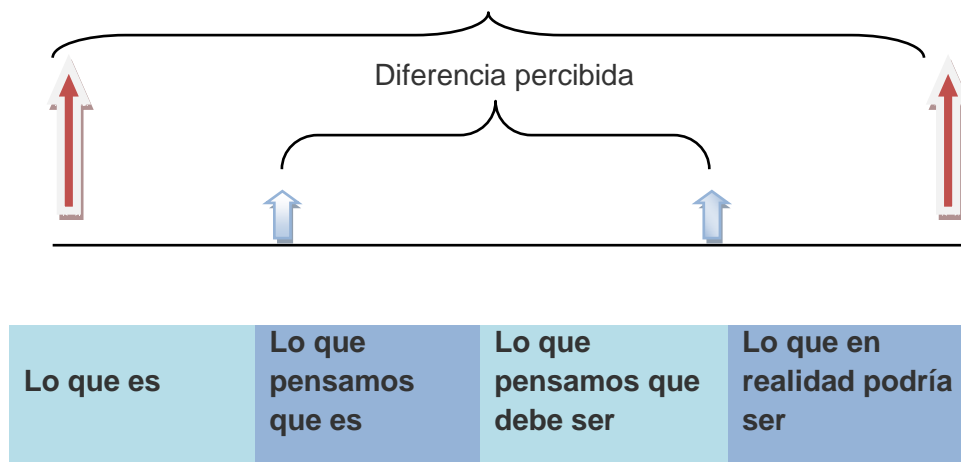 Diferencia percibida
Lo que es
Lo que
pensamos
que es
Lo que
pensamos que
debe ser
Lo que en
realidad podría
ser